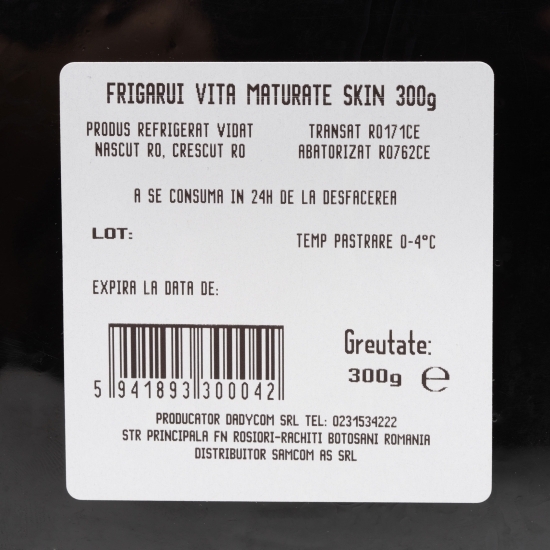 FRIGARUI VITA MATURATE SKIN 300g
PRODUS REFRIGERAT VIDAT
NASCUT RO, CRESCUT RO
TRANSAT RO171CE
ABATORIZAT RO762CE
A SE CONSUMA IN 24H DE LA DESFACEREA
LOT:
TEMP PASTRARE 0-4°C
EXPIRA LA DATA DE:
Greutate:
300g ℮
5 941893 300042
PRODUCATOR DADYCOM SRL TEL: 0231534222
STR PRINCIPALA FN ROSIORI-RACHITI BOTOSANI ROMANIA
DISTRIBUITOR SAMCOM AS SRL